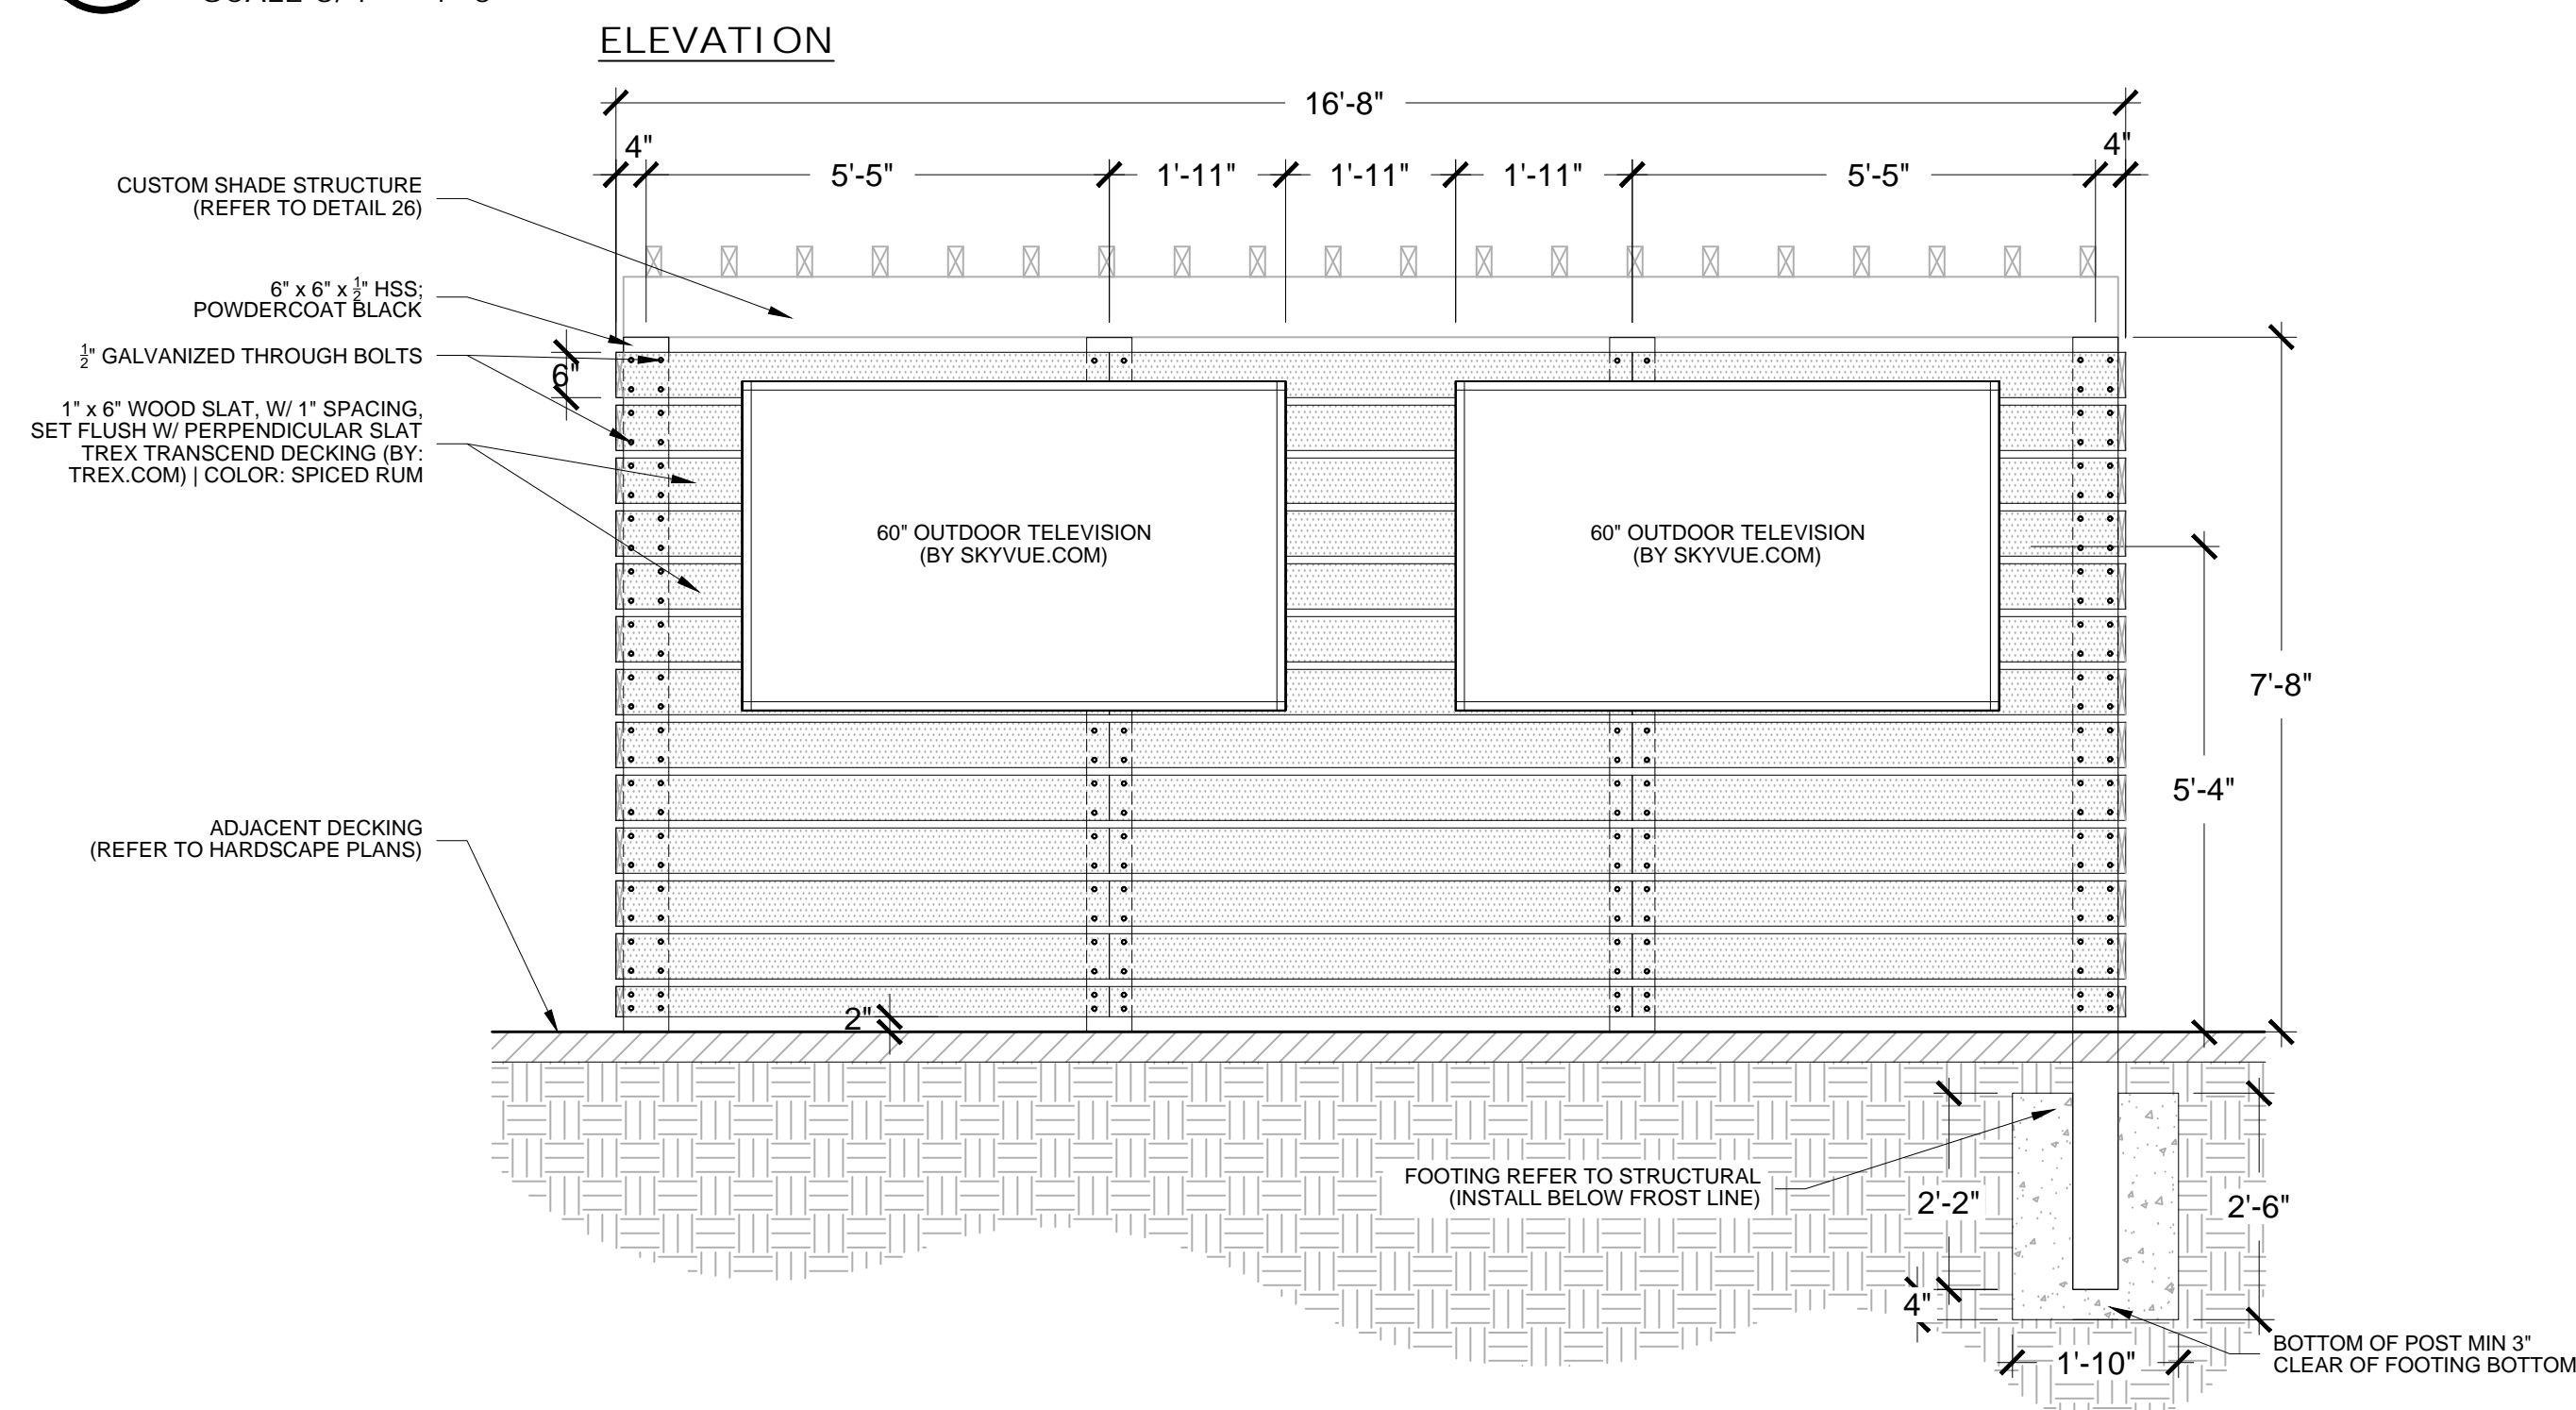 ELEVATION
16'-8"
4"
5'-5"
1'-11"
1'-11"
1'-11"
5'-5"
4"
CUSTOM SHADE STRUCTURE
(REFER TO DETAIL 26)
6" x 6" x 1/2" HSS;
POWDERCOAT BLACK
1/2" GALVANIZED THROUGH BOLTS
6"
1" x 6" WOOD SLAT, W/ 1" SPACING,
SET FLUSH W/ PERPENDICULAR SLAT
TREX TRANSCEND DECKING (BY:
TREX.COM) | COLOR: SPICED RUM
60" OUTDOOR TELEVISION
(BY SKYVUE.COM)
60" OUTDOOR TELEVISION
(BY SKYVUE.COM)
7'-8"
5'-4"
ADJACENT DECKING
(REFER TO HARDSCAPE PLANS)
2"
FOOTING REFER TO STRUCTURAL
(INSTALL BELOW FROST LINE)
2'-2"
2'-6"
4"
1'-10"
BOTTOM OF POST MIN 3"
CLEAR OF FOOTING BOTTOM